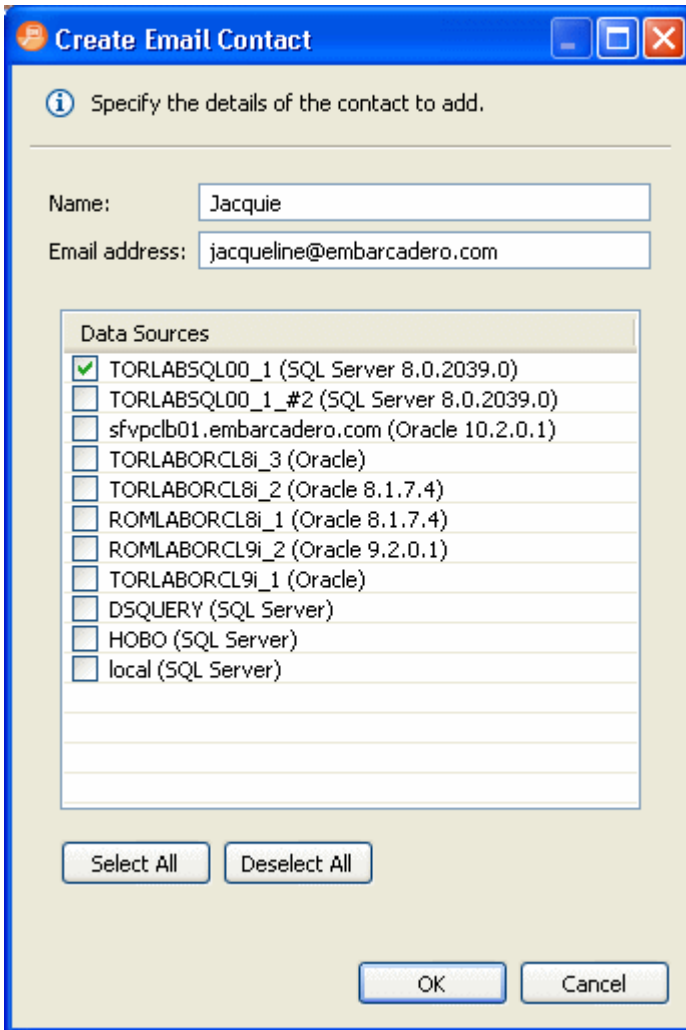 Create Email Contact
Specify the details of the contact to add.
Name: Jacquie
Email address: jacqueline@embarcadero.com
Data Sources
TORLABSQL00_1 (SQL Server 8.0.2039.0)
TORLABSQL00_1_#2 (SQL Server 8.0.2039.0)
sfvpclb01.embarcadero.com (Oracle 10.2.0.1)
TORLABORCL8i_3 (Oracle)
TORLABORCL8i_2 (Oracle 8.1.7.4)
ROMLABORCL8i_1 (Oracle 8.1.7.4)
ROMLABORCL9i_2 (Oracle 9.2.0.1)
TORLABORCL9i_1 (Oracle)
DSQUERY (SQL Server)
HOBO (SQL Server)
local (SQL Server)
Select All Deselect All
OK Cancel